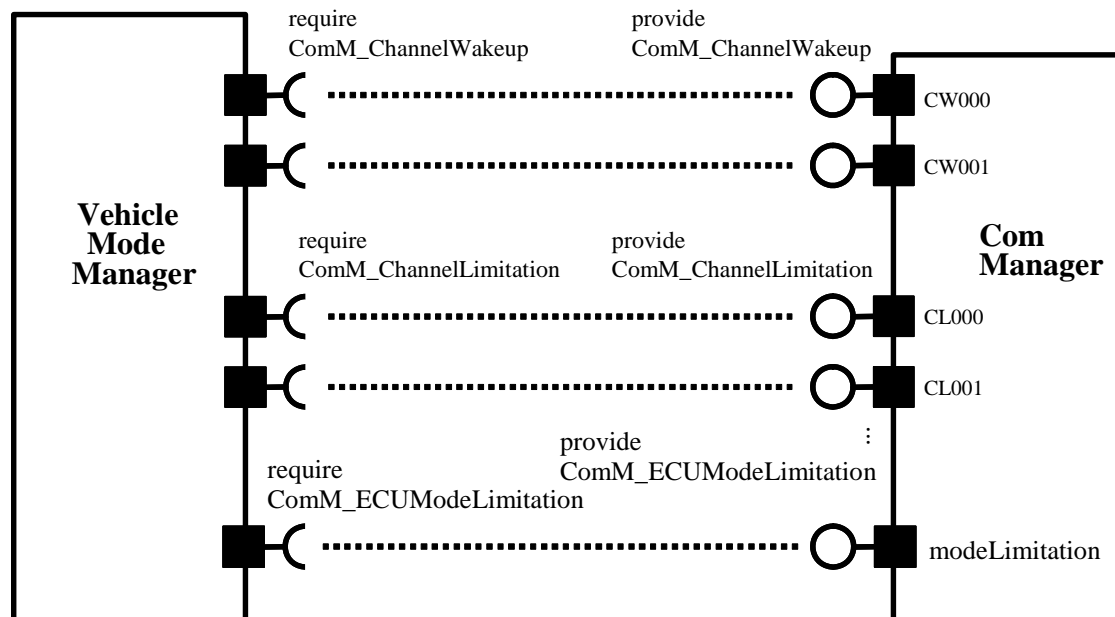 require
ComM_ChannelWakeup
provide
ComM_ChannelWakeup
CW000
CW001
Vehicle
Mode
Manager
require
ComM_ChannelLimitation
provide
ComM_ChannelLimitation
Com
Manager
CL000
CL001
...
require
ComM_ECUModeLimitation
provide
ComM_ECUModeLimitation
modeLimitation